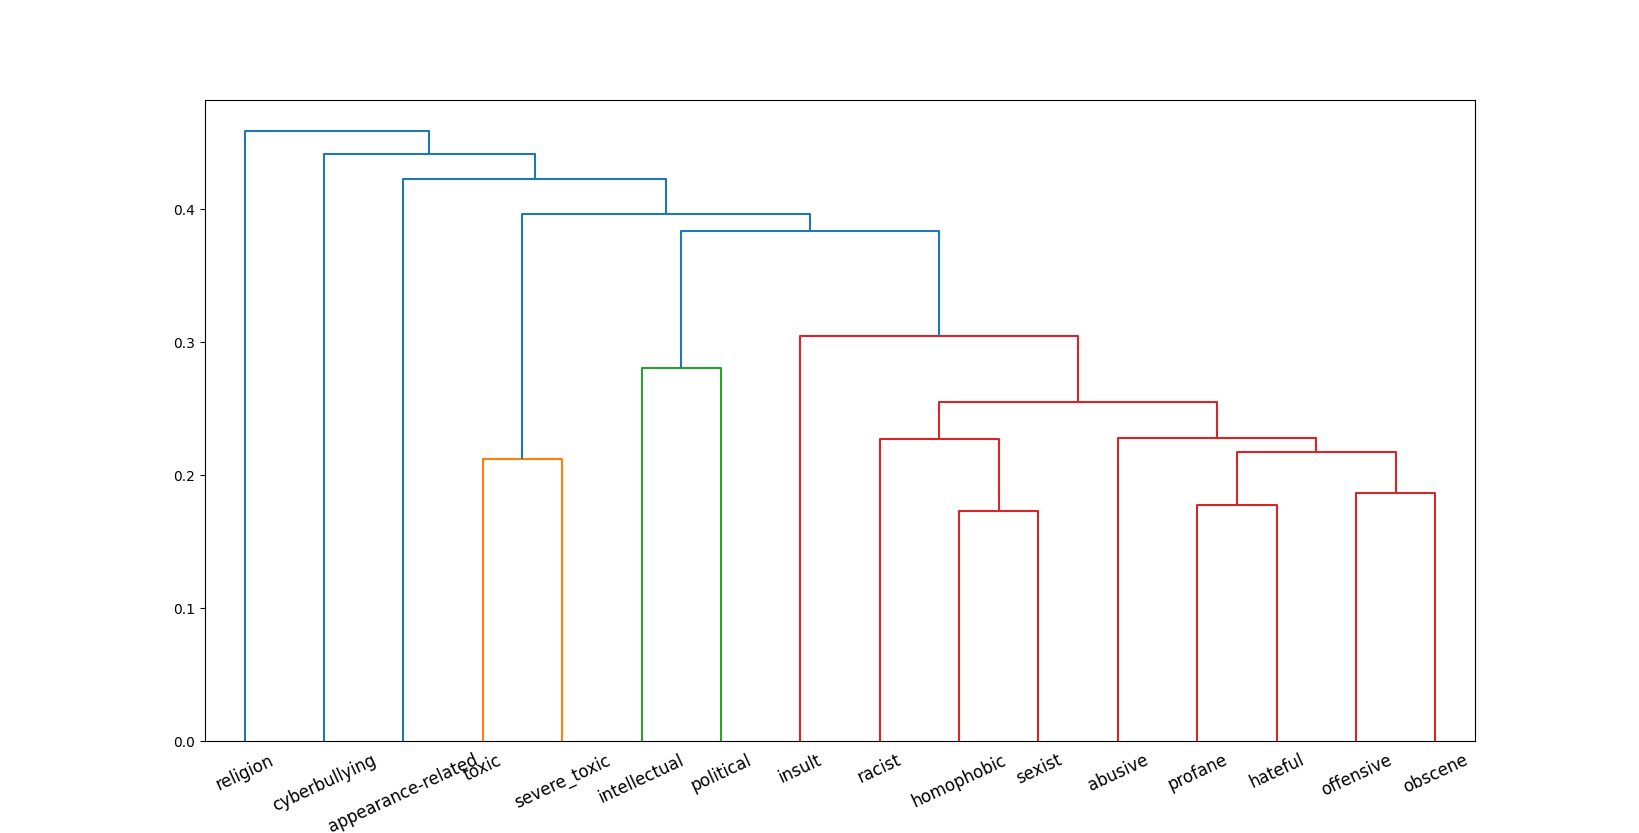 0.4
0.3
0.2
0.1
0.0
religion
cyberbullying
appearance-related
toxic
severe_toxic
intellectual
political
insult
racist
homophobic
sexist
abusive
profane
hateful
offensive
obscene